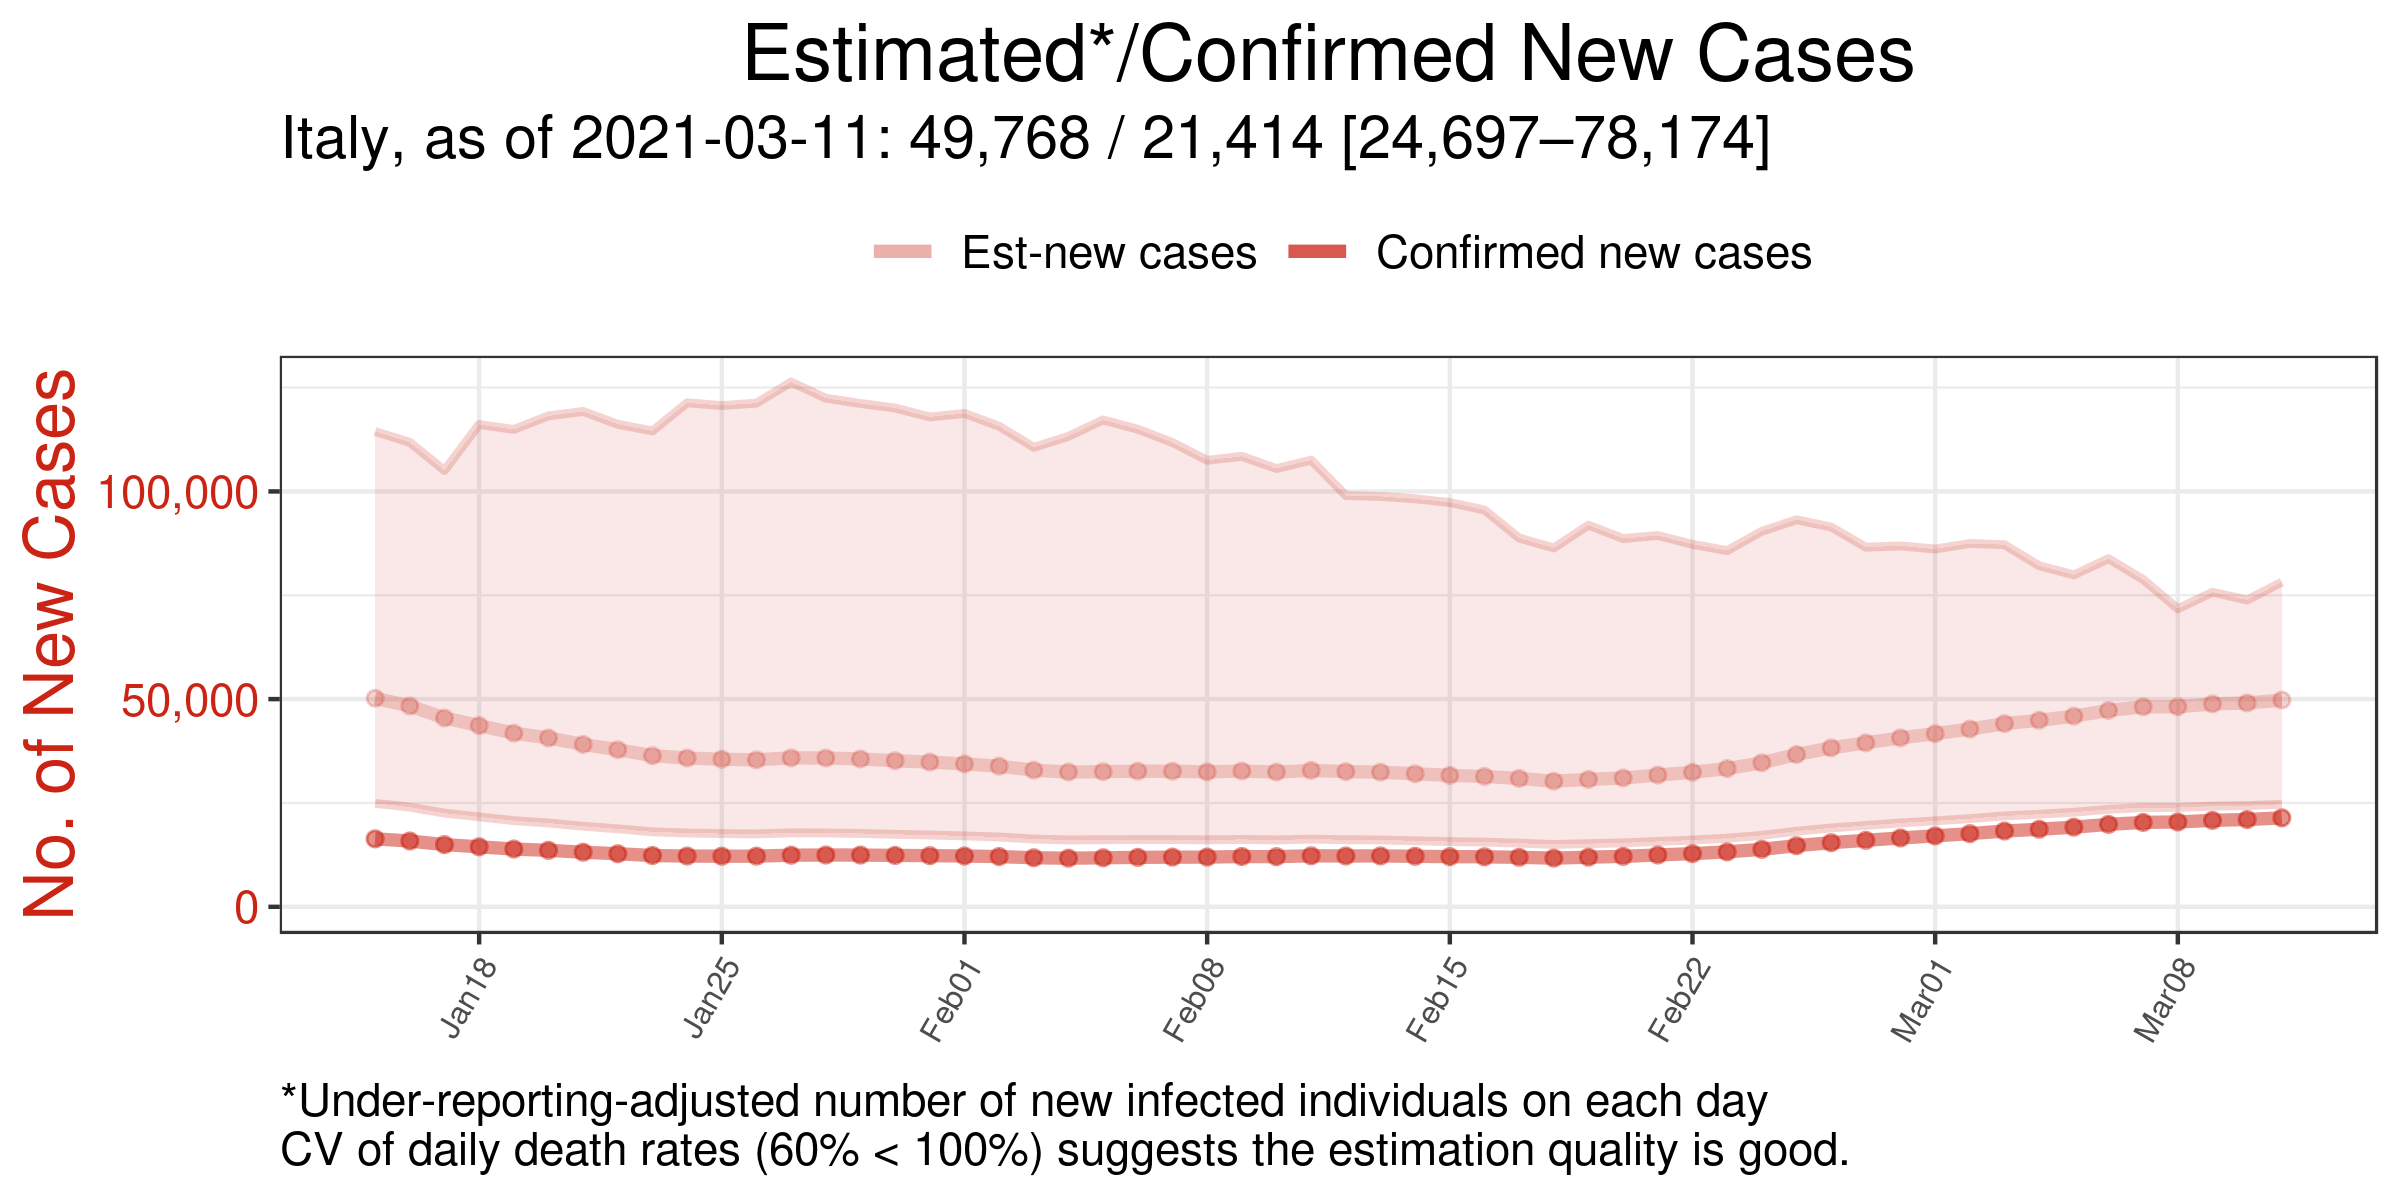 Estimated*/Confirmed New Cases
Italy, as of 2021-03-11: 49,768 / 21,414 [24,697–78,174]
Est-new cases
Confirmed new cases
No. of New Cases
100,000
50,000
0
Jan18
Jan25
Feb01
Feb08
Feb15
Feb22
Mar01
Mar08
*Under-reporting-adjusted number of new infected individuals on each day
CV of daily death rates (60% < 100%) suggests the estimation quality is good.